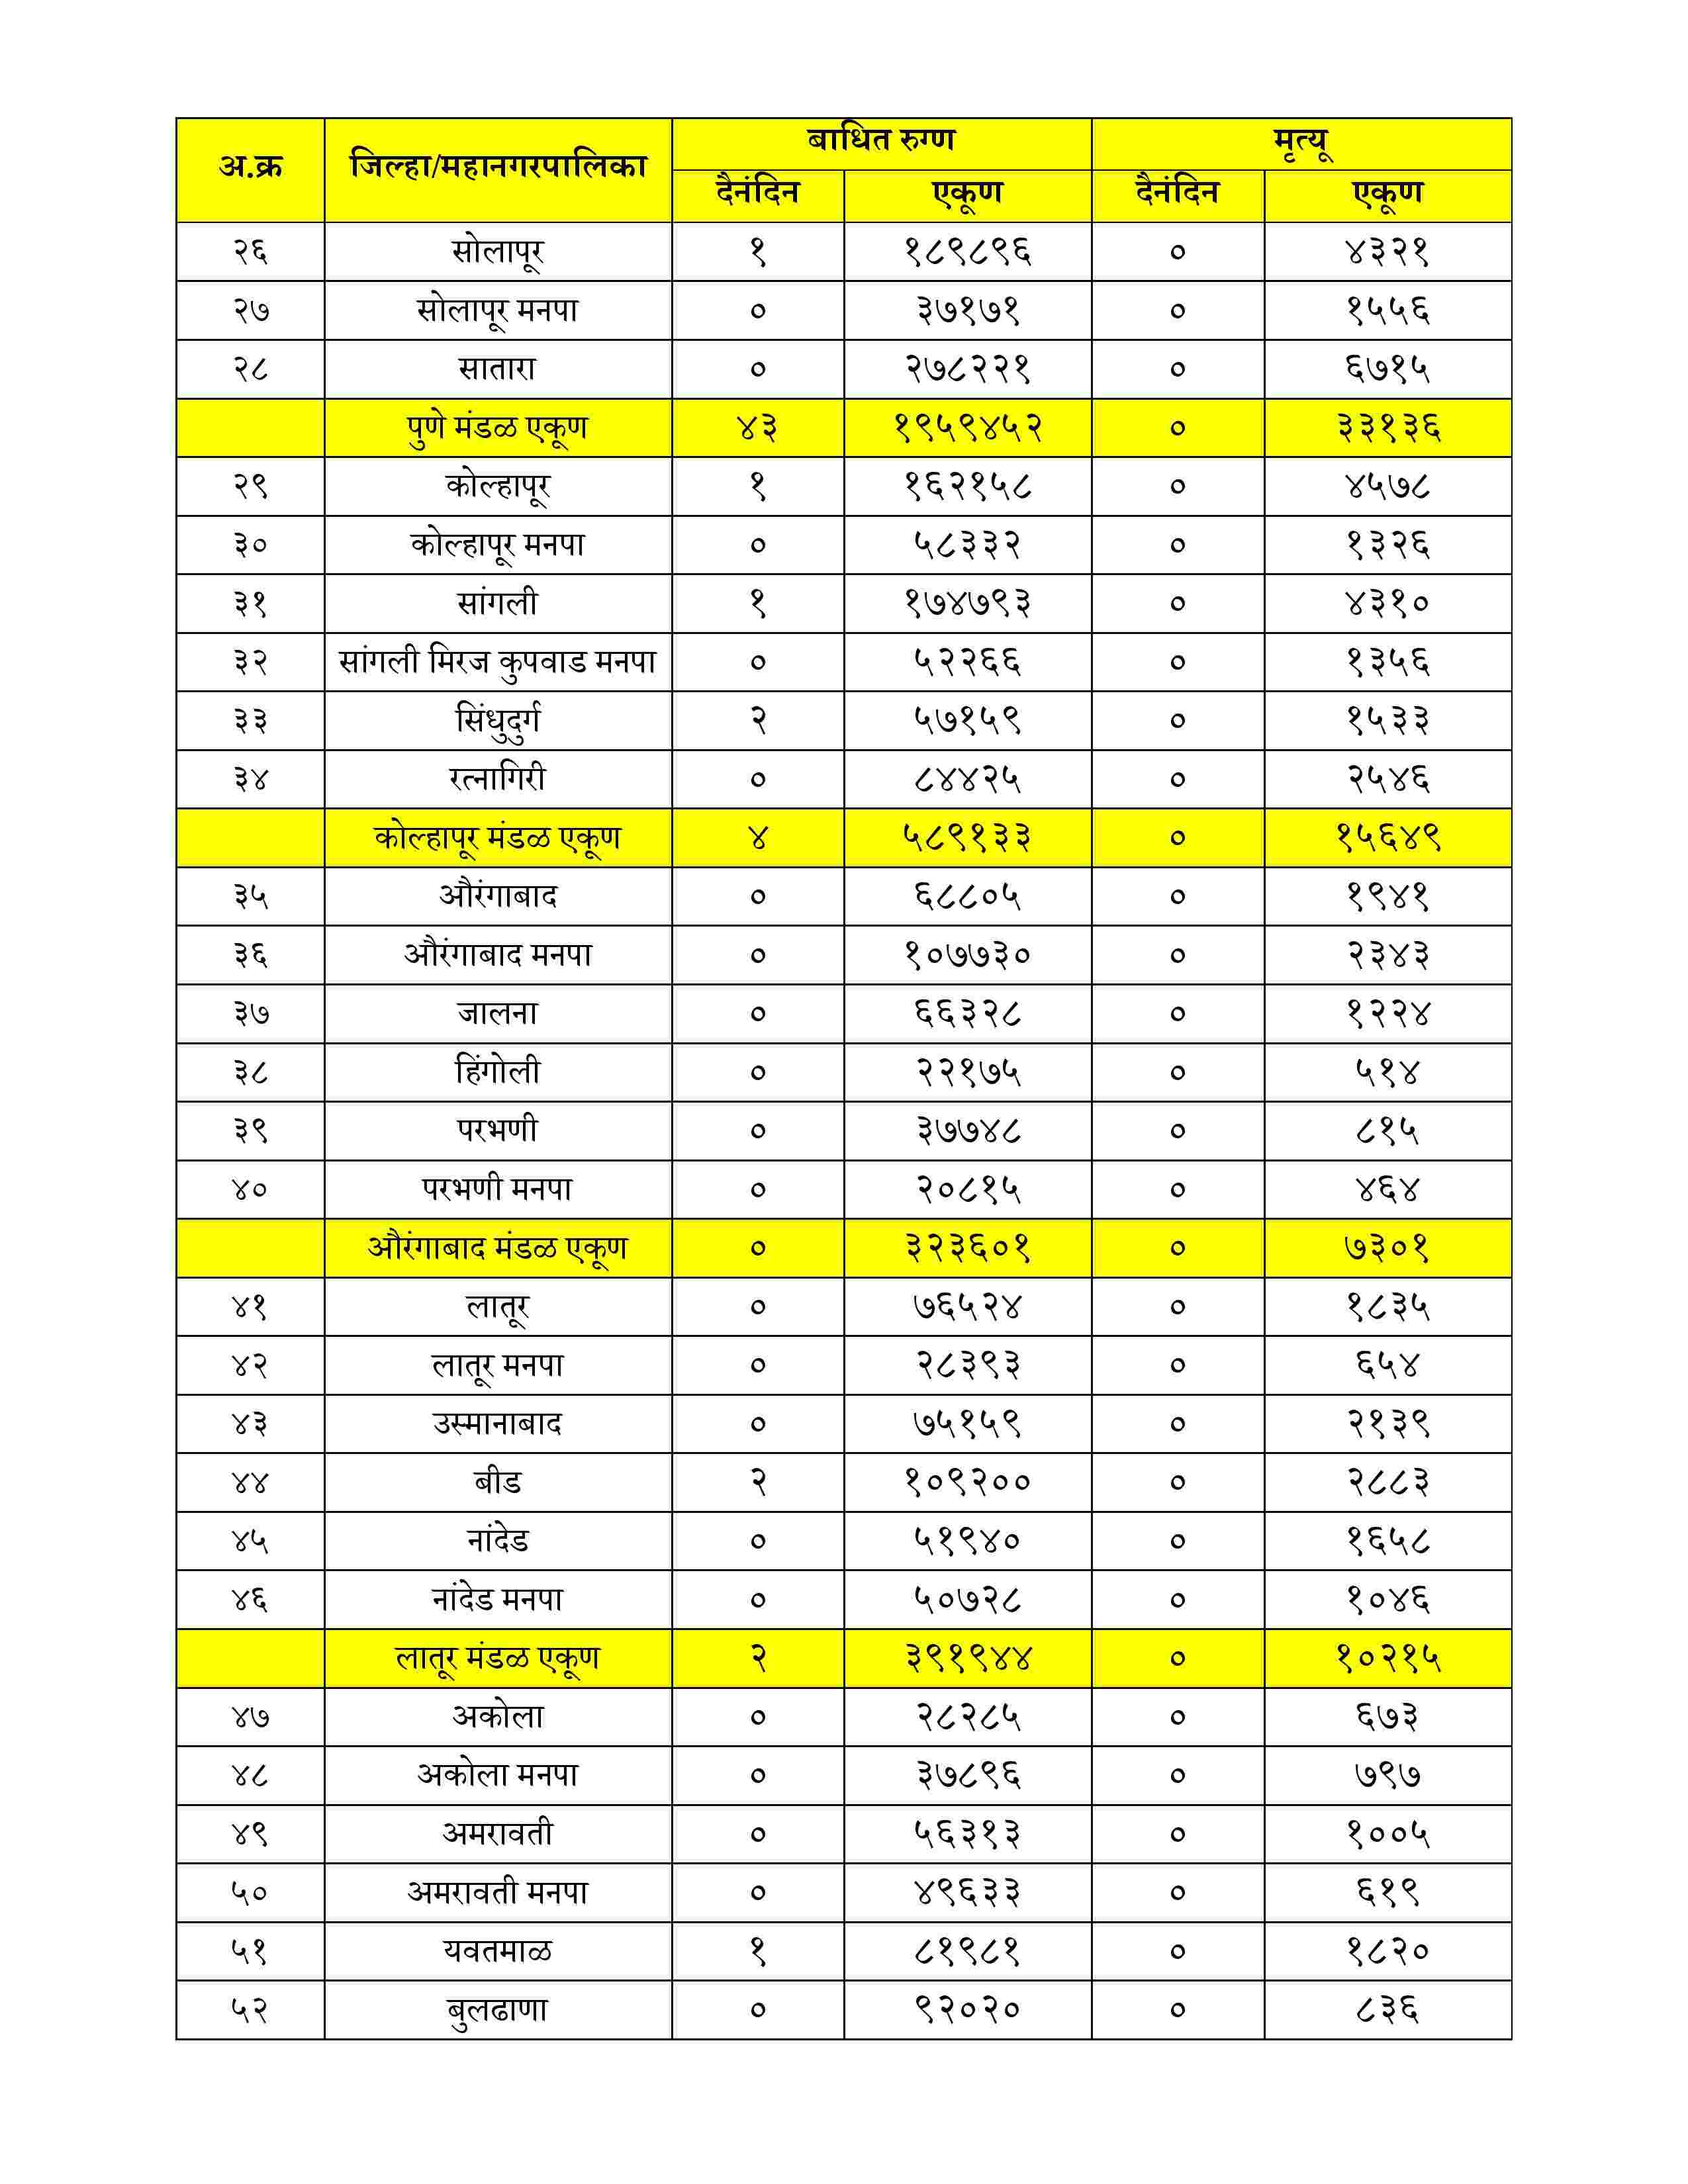 अ.क्र जिल्हा/महानगरपालिका बाधित रुग्ण मृत्यू
दैनंदिन एकूण दैनंदिन एकूण
२६ सोलापूर १ १८९८९६ ० ४३२१
२७ सोलापूर मनपा ० ३७१७१ ० १५५६
२८ सातारा ० २७८२२१ ० ६७१५
पुणे मंडळ एकूण ४३ १९५९४५२ ० ३३१३६
२९ कोल्हापूर १ १६२१५८ ० ४५७८
३० कोल्हापूर मनपा ० ५८३३२ ० १३२६
३१ सांगली १ १७४७९३ ० ४३१०
३२ सांगली मिरज कुपवाड मनपा ० ५२२६६ ० १३५६
३३ सिंधुदुर्ग २ ५७१५९ ० १५३३
३४ रत्नागिरी ० ८४४२५ ० २५४६
कोल्हापूर मंडळ एकूण ४ ५८९१३३ ० १५६४९
३५ औरंगाबाद ० ६८८०५ ० १९४१
३६ औरंगाबाद मनपा ० १०७७३० ० २३४३
३७ जालना ० ६६३२८ ० १२२४
३८ हिंगोली ० २२१७५ ० ५१४
३९ परभणी ० ३७७४८ ० ८१५
४० परभणी मनपा ० २०८१५ ० ४६४
औरंगाबाद मंडळ एकूण ० ३२३६०१ ० ७३०१
४१ लातूर ० ७६५२४ ० १८३५
४२ लातूर मनपा ० २८३९३ ० ६५४
४३ उस्मानाबाद ० ७५१५९ ० २१३९
४४ बीड २ १०९२०० ० २८८३
४५ नांदेड ० ५१९४० ० १६५८
४६ नांदेड मनपा ० ५०७२८ ० १०४६
लातूर मंडळ एकूण २ ३९१९४४ ० १०२१५
४७ अकोला ० २८२८५ ० ६७३
४८ अकोला मनपा ० ३७८९६ ० ७९७
४९ अमरावती ० ५६३१३ ० १००५
५० अमरावती मनपा ० ४९६३३ ० ६१९
५१ यवतमाळ १ ८१९८१ ० १८२०
५२ बुलढाणा ० ९२०२० ० ८३६